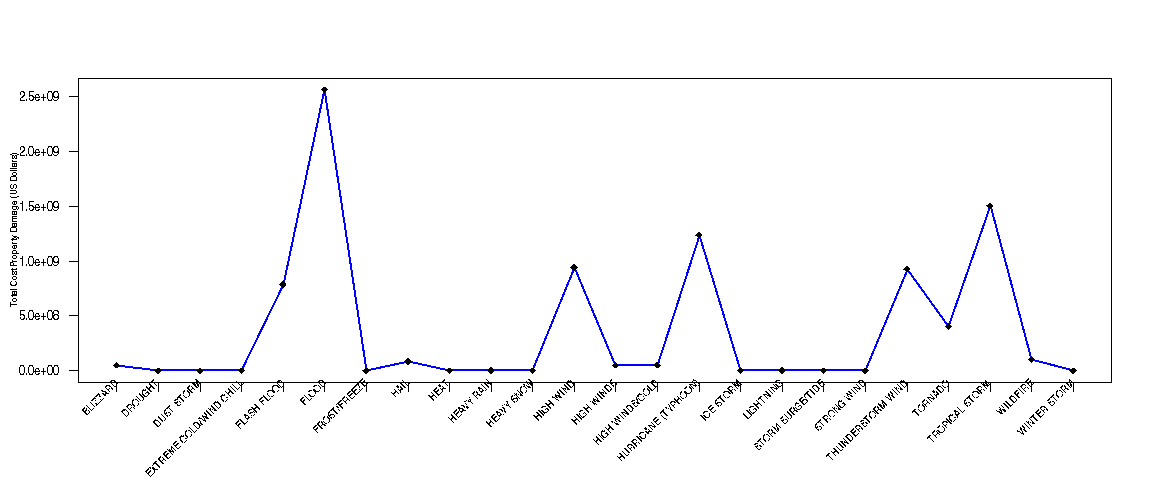 2.5e+09
2.0e+09
1.5e+09
1.0e+09
5.0e+08
0.0e+00
Total Cost Property Damage (US Dollars)
BLIZZARD
DROUGHT
DUST STORM
EXTREME COLD/WIND CHILL
FLASH FLOOD
FLOOD
FROST/FREEZE
HAIL
HEAT
HEAVY RAIN
HEAVY SNOW
HIGH WIND
HIGH WINDS
HIGH WINDS/COLD
HURRICANE (TYPHOON)
ICE STORM
LIGHTNING
STORM SURGE/TIDE
STRONG WIND
THUNDERSTORM WIND
TORNADO
TROPICAL STORM
WILDFIRE
WINTER STORM